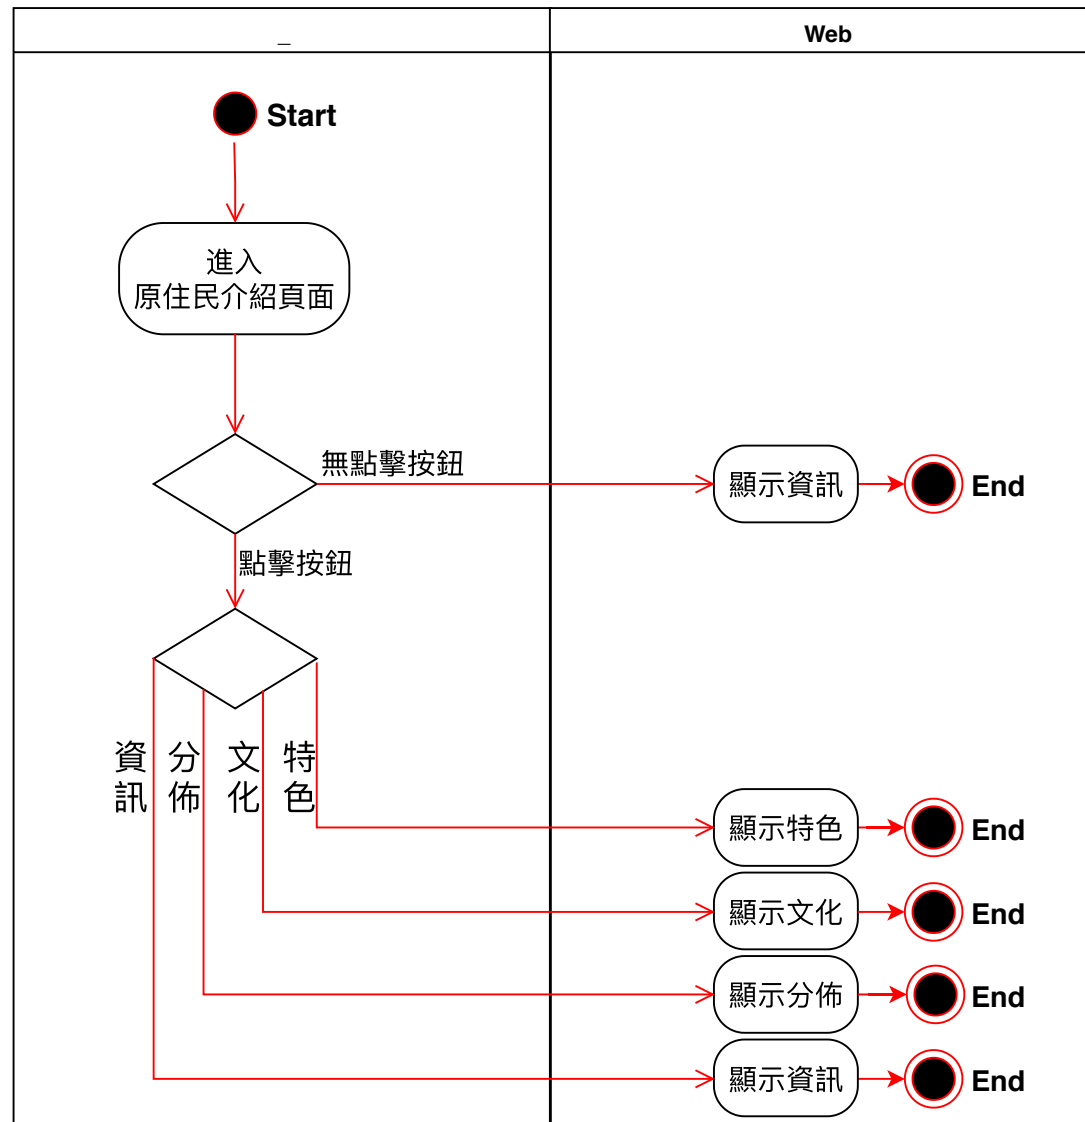 _
Web
Start
進入
原住民介紹頁面
無點擊按鈕
顯示資訊
End
點擊按鈕
資訊
分佈
文化
特色
顯示特色
End
顯示文化
End
顯示分佈
End
顯示資訊
End